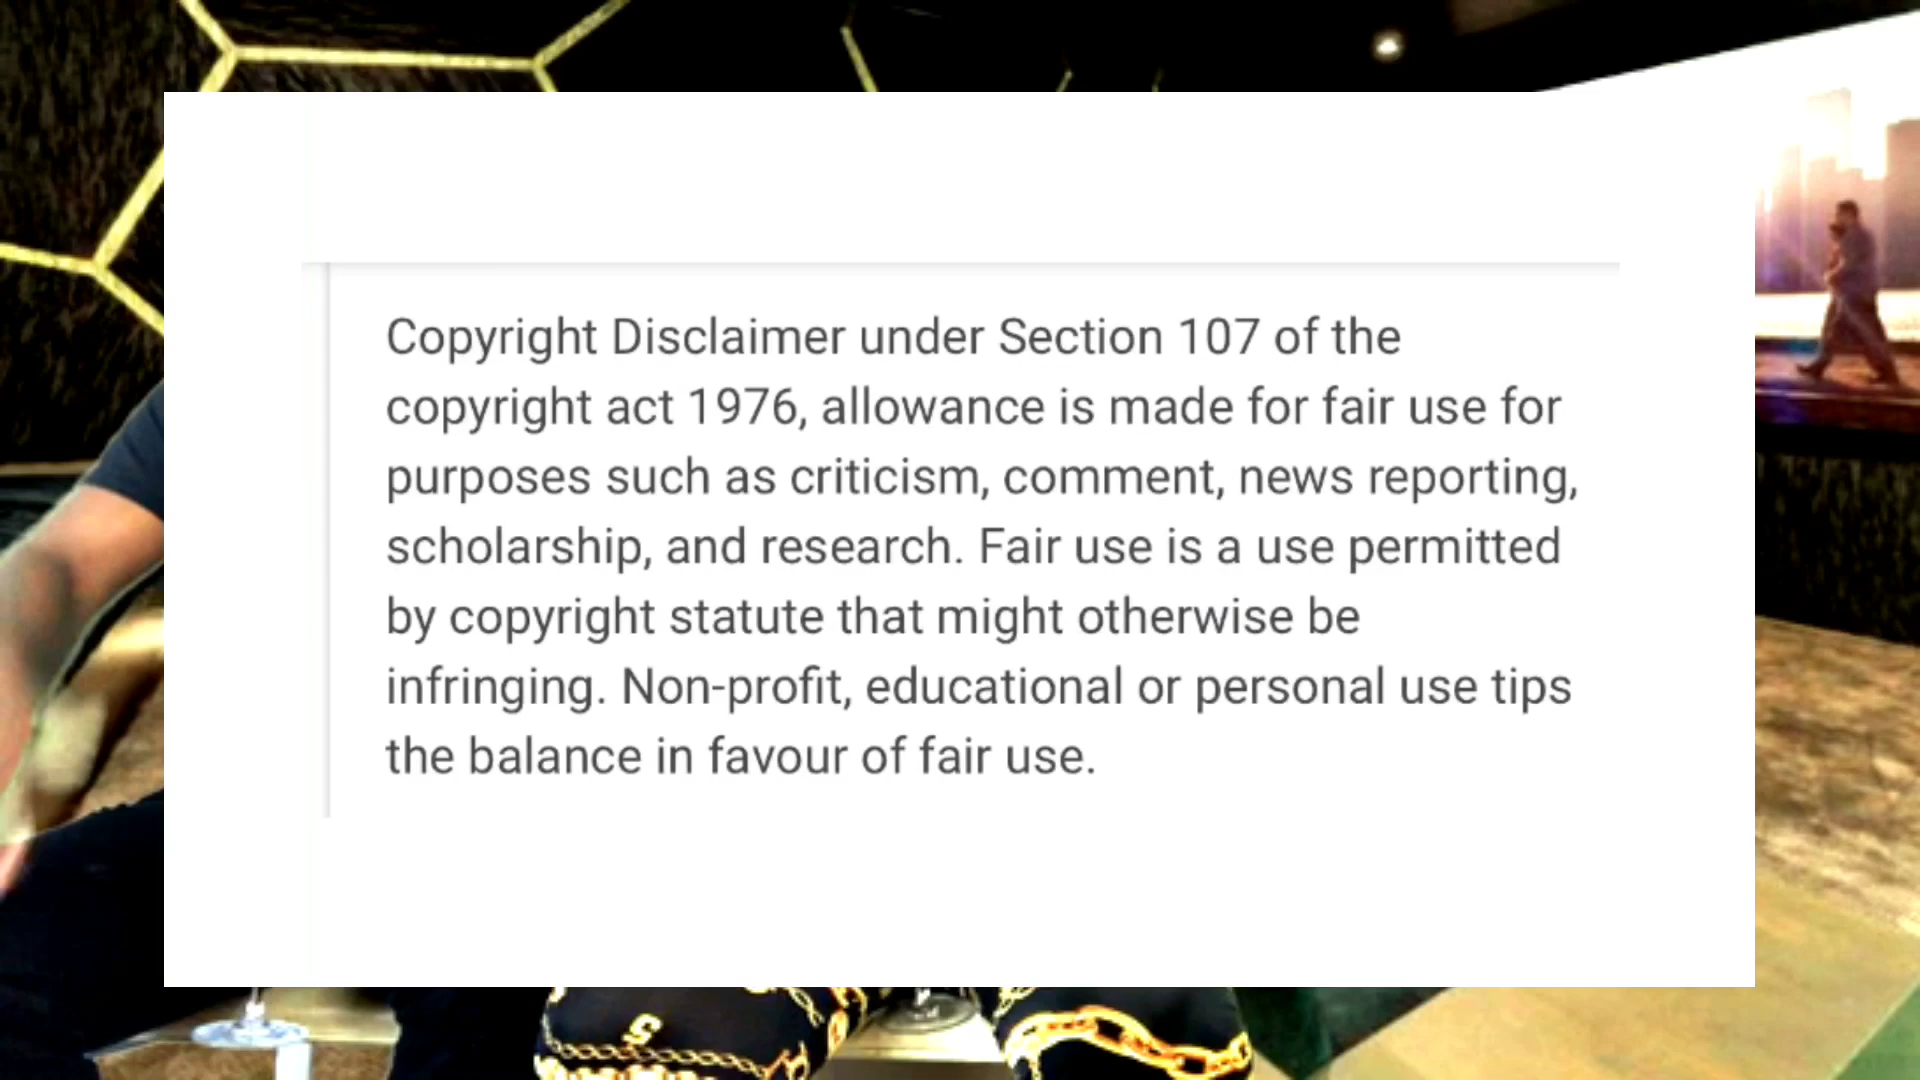 Copyright Disclaimer under Section 107 of the
copyright act 1976, allowance is made for fair use for
purposes such as criticism, comment, news reporting,
scholarship, and research. Fair use is a use permitted
by copyright statute that might otherwise be
infringing. Non-profit, educational or personal use tips
the balance in favour of fair use.